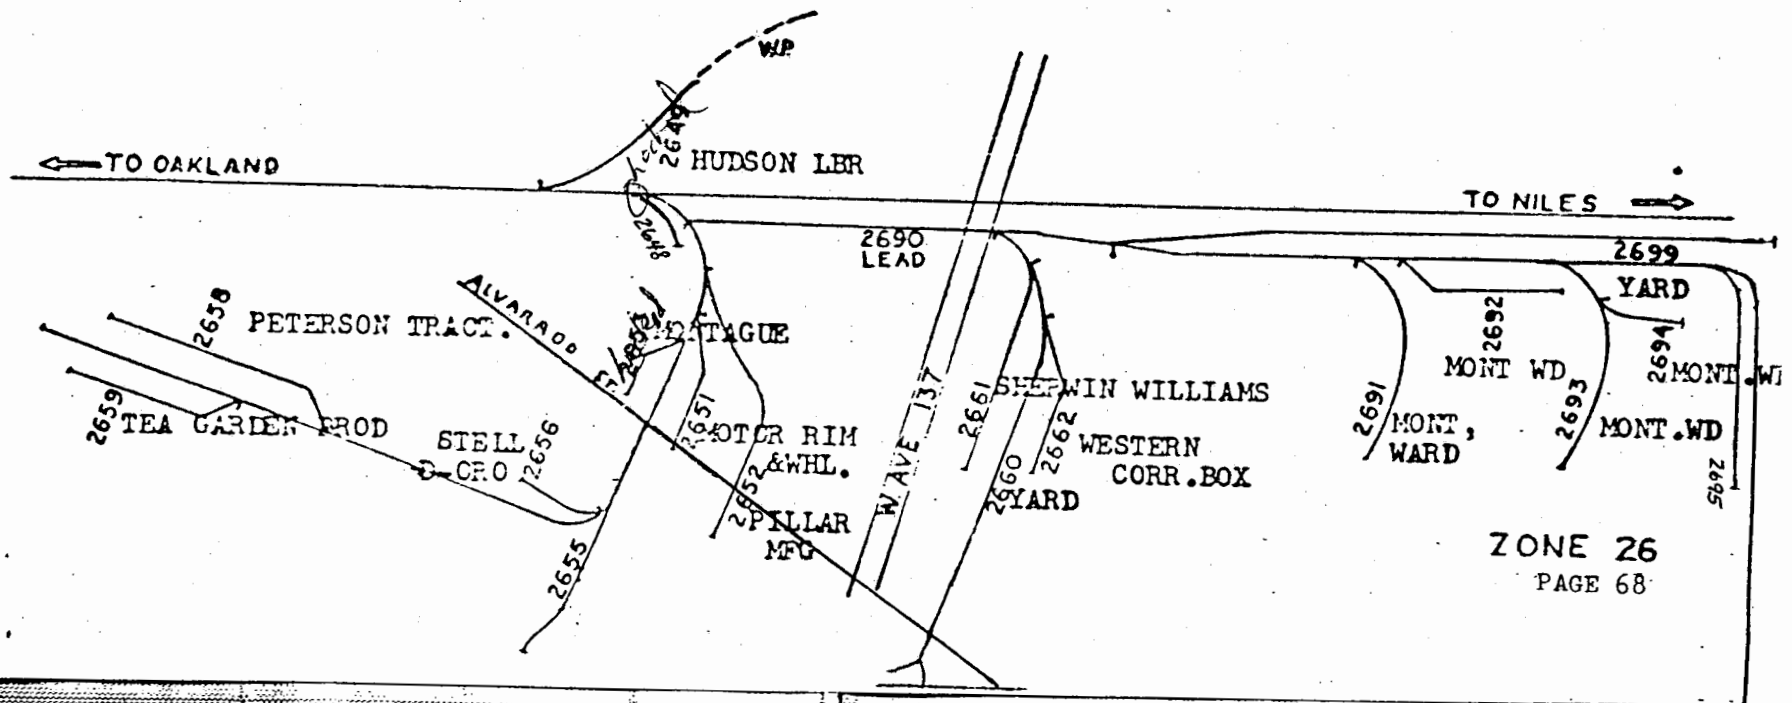 W.P.
2649
HUDSON LBR
TO OAKLAND
TO NILES
2648
2690
LEAD
2699
YARD
ALVARADO
ST.
2658
PETERSON TRACT.
2692
2694
MONT WD
MONT.WD
2659
TEA GARDEN PROD
STELL
D-ORO
2656
2651
MOTOR RIM
&WHL.
2652
PILLAR
MFG
2655
W AVE 137
2661
SHERWIN WILLIAMS
2662
WESTERN
CORR.BOX
2660
YARD
2691
MONT,
WARD
2693
MONT.WD
2695
ZONE 26
PAGE 68